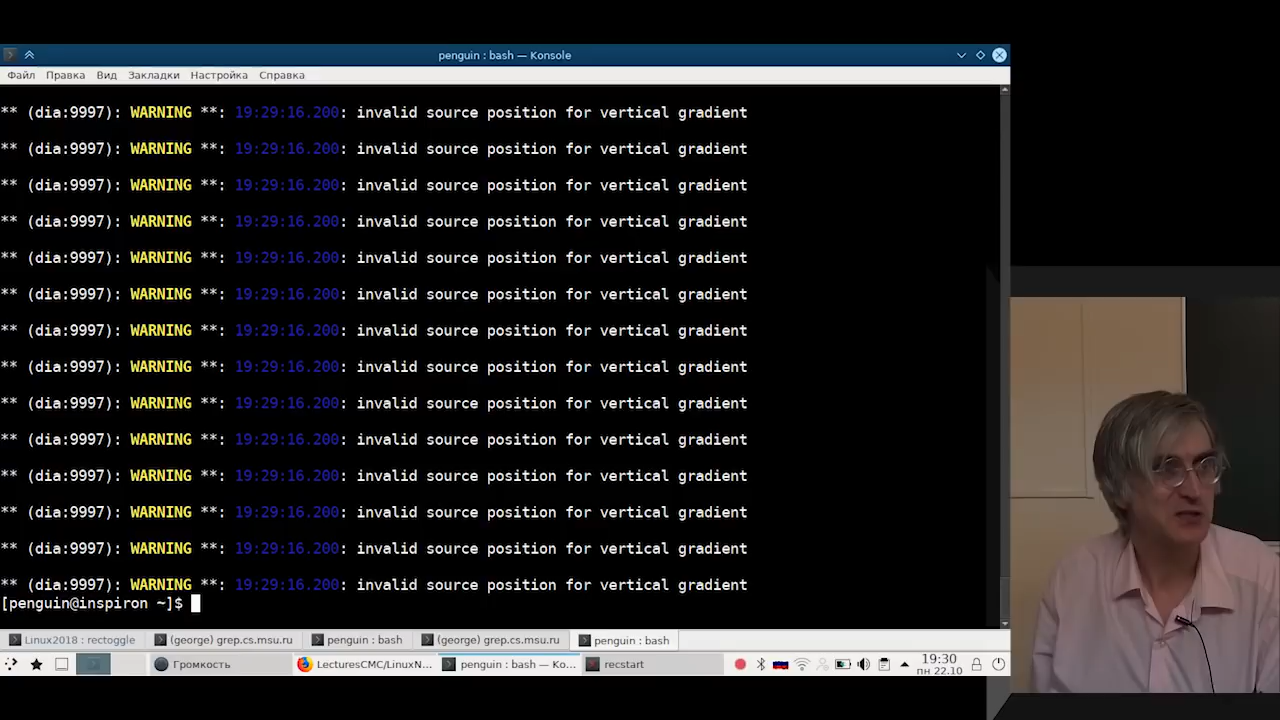 penguin : bash — Konsole
Файл Правка Вид Закладки Настройка Справка
** (dia:9997): WARNING **: 19:29:16.200: invalid source position for vertical gradient
** (dia:9997): WARNING **: 19:29:16.200: invalid source position for vertical gradient
** (dia:9997): WARNING **: 19:29:16.200: invalid source position for vertical gradient
** (dia:9997): WARNING **: 19:29:16.200: invalid source position for vertical gradient
** (dia:9997): WARNING **: 19:29:16.200: invalid source position for vertical gradient
** (dia:9997): WARNING **: 19:29:16.200: invalid source position for vertical gradient
** (dia:9997): WARNING **: 19:29:16.200: invalid source position for vertical gradient
** (dia:9997): WARNING **: 19:29:16.200: invalid source position for vertical gradient
** (dia:9997): WARNING **: 19:29:16.200: invalid source position for vertical gradient
** (dia:9997): WARNING **: 19:29:16.200: invalid source position for vertical gradient
** (dia:9997): WARNING **: 19:29:16.200: invalid source position for vertical gradient
** (dia:9997): WARNING **: 19:29:16.200: invalid source position for vertical gradient
** (dia:9997): WARNING **: 19:29:16.200: invalid source position for vertical gradient
** (dia:9997): WARNING **: 19:29:16.200: invalid source position for vertical gradient
[penguin@inspiron ~]$
Linux2018 : rectoggle (george) grep.cs.msu.ru penguin : bash (george) grep.cs.msu.ru penguin : bash
Громкость LecturesCMC/LinuxN... penguin : bash — Ko... recstart 19:30
пн 22.10